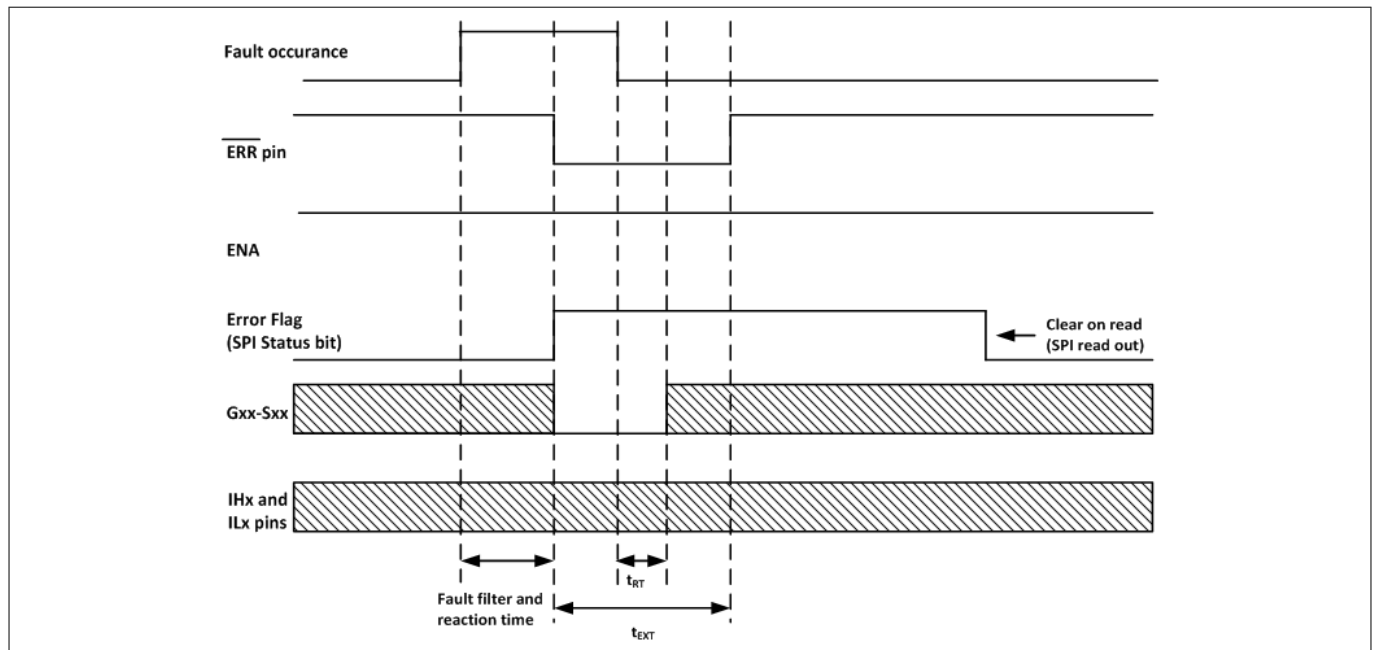 Fault occurance
ERR pin
ENA
Error Flag
(SPI Status bit)
Clear on read
(SPI read out)
Gxx-Sxx
IHx and
ILx pins
tRT
Fault filter and
reaction time
tEXT